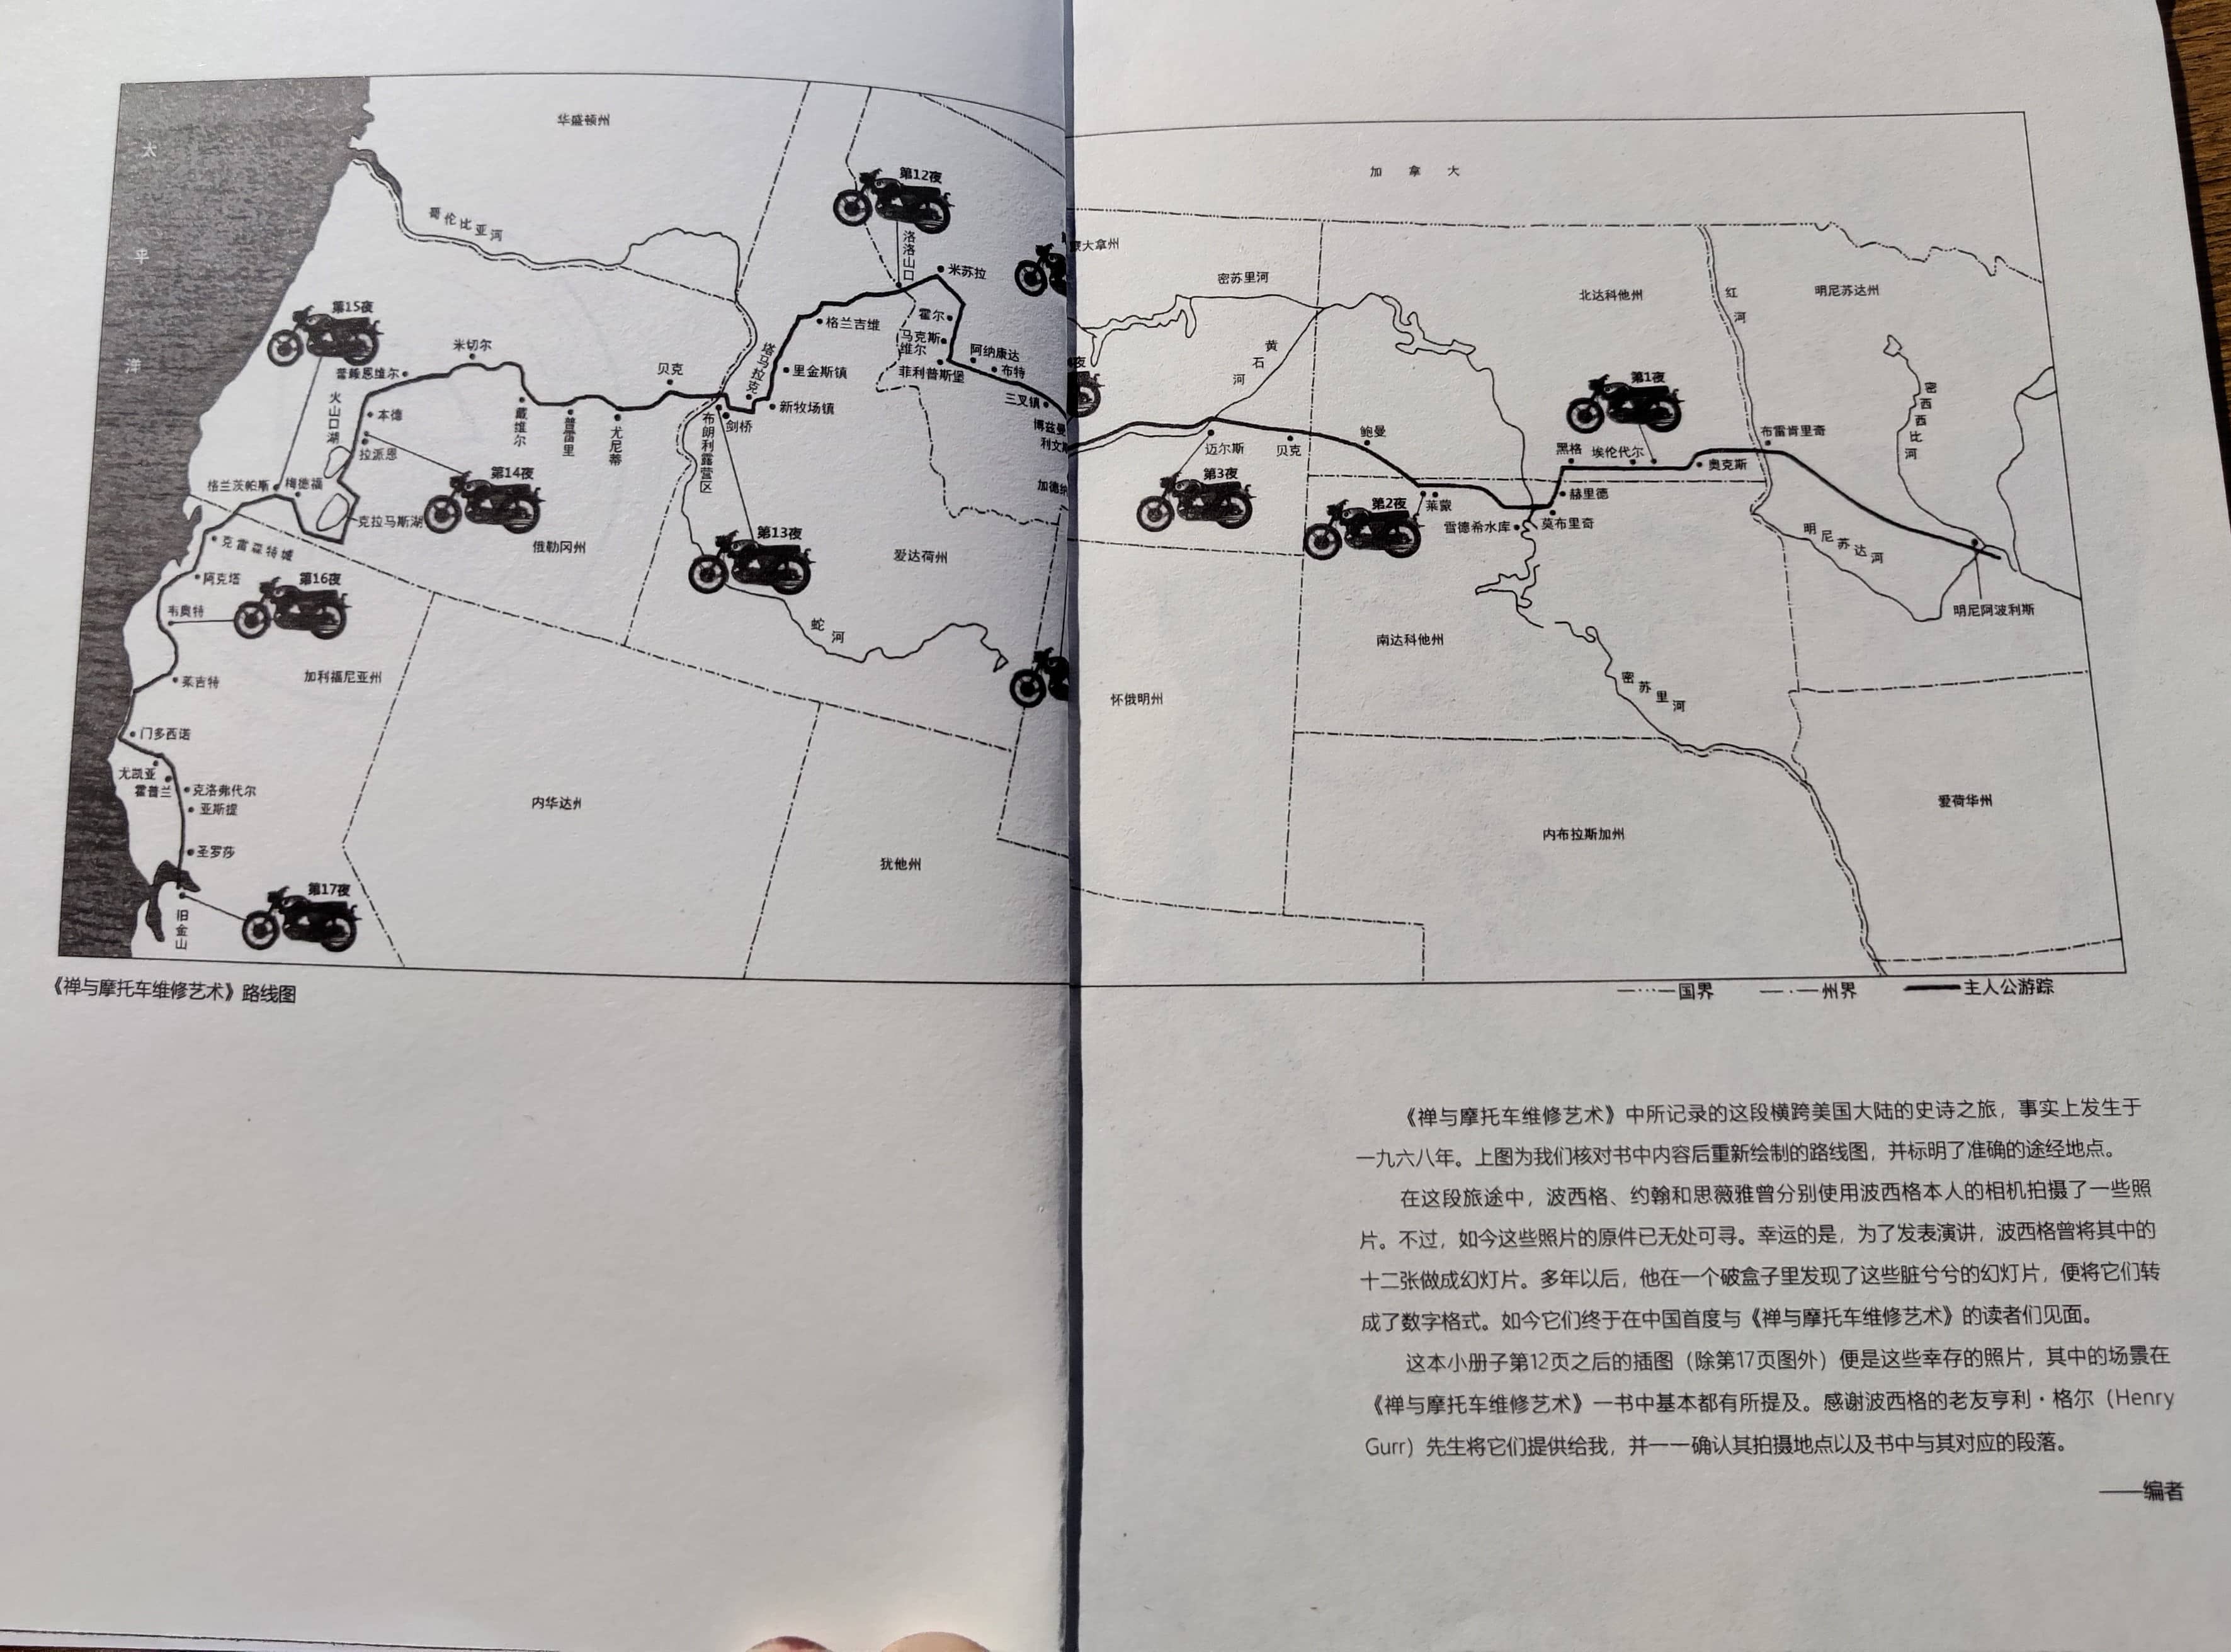 华盛顿州
太平洋
哥伦比亚河
第12夜
洛洛山口
米苏拉
第15夜
米切尔
火山口湖
本德
拉派恩
第14夜
格兰茨帕斯
梅德福
克拉马斯湖
戴维尔
普雷里
尤尼蒂
贝克
布朗利露营区
剑桥
塔马拉克
新牧场镇
里金斯镇
格兰吉维
霍尔
马克斯维尔
菲利普斯堡
阿纳康达
布特
三叉镇
第13夜
俄勒冈州
爱达荷州
蛇河
克雷森特城
阿克塔
第16夜
韦奥特
莱吉特
加利福尼亚州
门多西诺
尤凯亚
霍普兰
克洛弗代尔
亚斯提
圣罗莎
第17夜
旧金山
内华达州
犹他州
《禅与摩托车维修艺术》路线图
加拿大
大拿州
密苏里河
黄石河
北达科他州
红河
明尼苏达州
密西西比河
第1夜
布雷肯里奇
黑格
埃伦代尔
奥克斯
鲍曼
迈尔斯
贝克
第3夜
第2夜
莱蒙
赫里德
雷德希水库
莫布里奇
明尼苏达河
明尼阿波利斯
南达科他州
密苏里河
怀俄明州
内布拉斯加州
爱荷华州
国界
州界
主人公游踪
《禅与摩托车维修艺术》中所记录的这段横跨美国大陆的史诗之旅，事实上发生于
一九六八年。上图为我们核对书中内容后重新绘制的路线图，并标明了准确的途经地点。
在这段旅途中，波西格、约翰和思薇雅曾分别使用波西格本人的相机拍摄了一些照
片。不过，如今这些照片的原件已无处可寻。幸运的是，为了发表演讲，波西格曾将其中的
十二张做成幻灯片。多年以后，他在一个破盒子里发现了这些脏兮兮的幻灯片，便将它们转
成了数字格式。如今它们终于在中国首度与《禅与摩托车维修艺术》的读者们见面。
这本小册子第12页之后的插图（除第17页图外）便是这些幸存的照片，其中的场景在
《禅与摩托车维修艺术》一书中基本都有所提及。感谢波西格的老友亨利·格尔（Henry
Gurr）先生将它们提供给我，并一一确认其拍摄地点以及书中与其对应的段落。
——编者